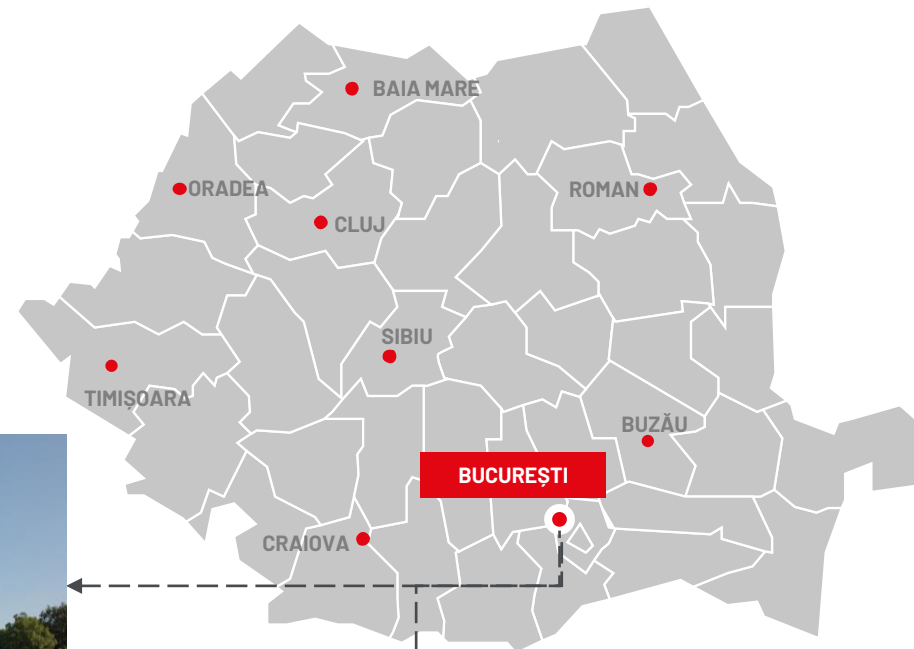 BAIA MARE
ORADEA
ROMAN
CLUJ
SIBIU
TIMIȘOARA
BUZĂU
BUCUREȘTI
CRAIOVA